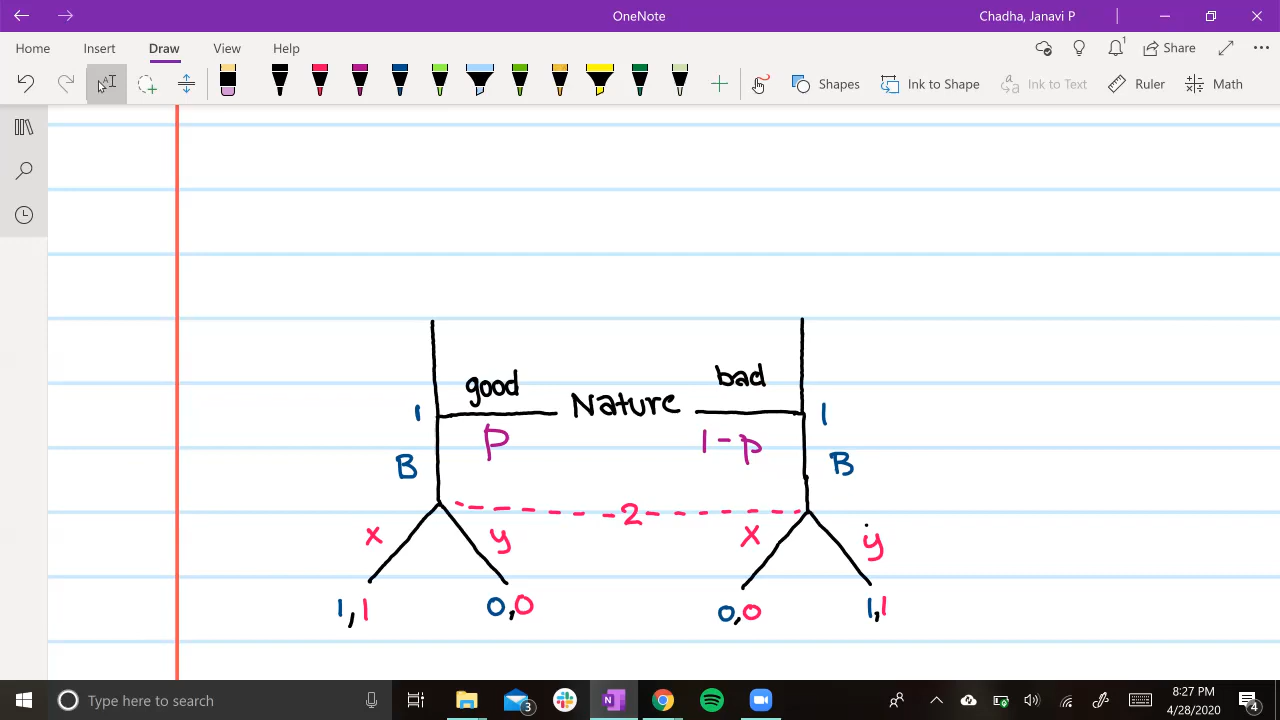 OneNote
Chadha, Janavi P
Home Insert Draw View Help
Share
Shapes Ink to Shape Ink to Text Ruler Math
good Nature bad
1 1
P 1-p
B B
2
x y x y
1,1 0,0 0,0 1,1
Type here to search
3
8:27 PM
4/28/2020
4